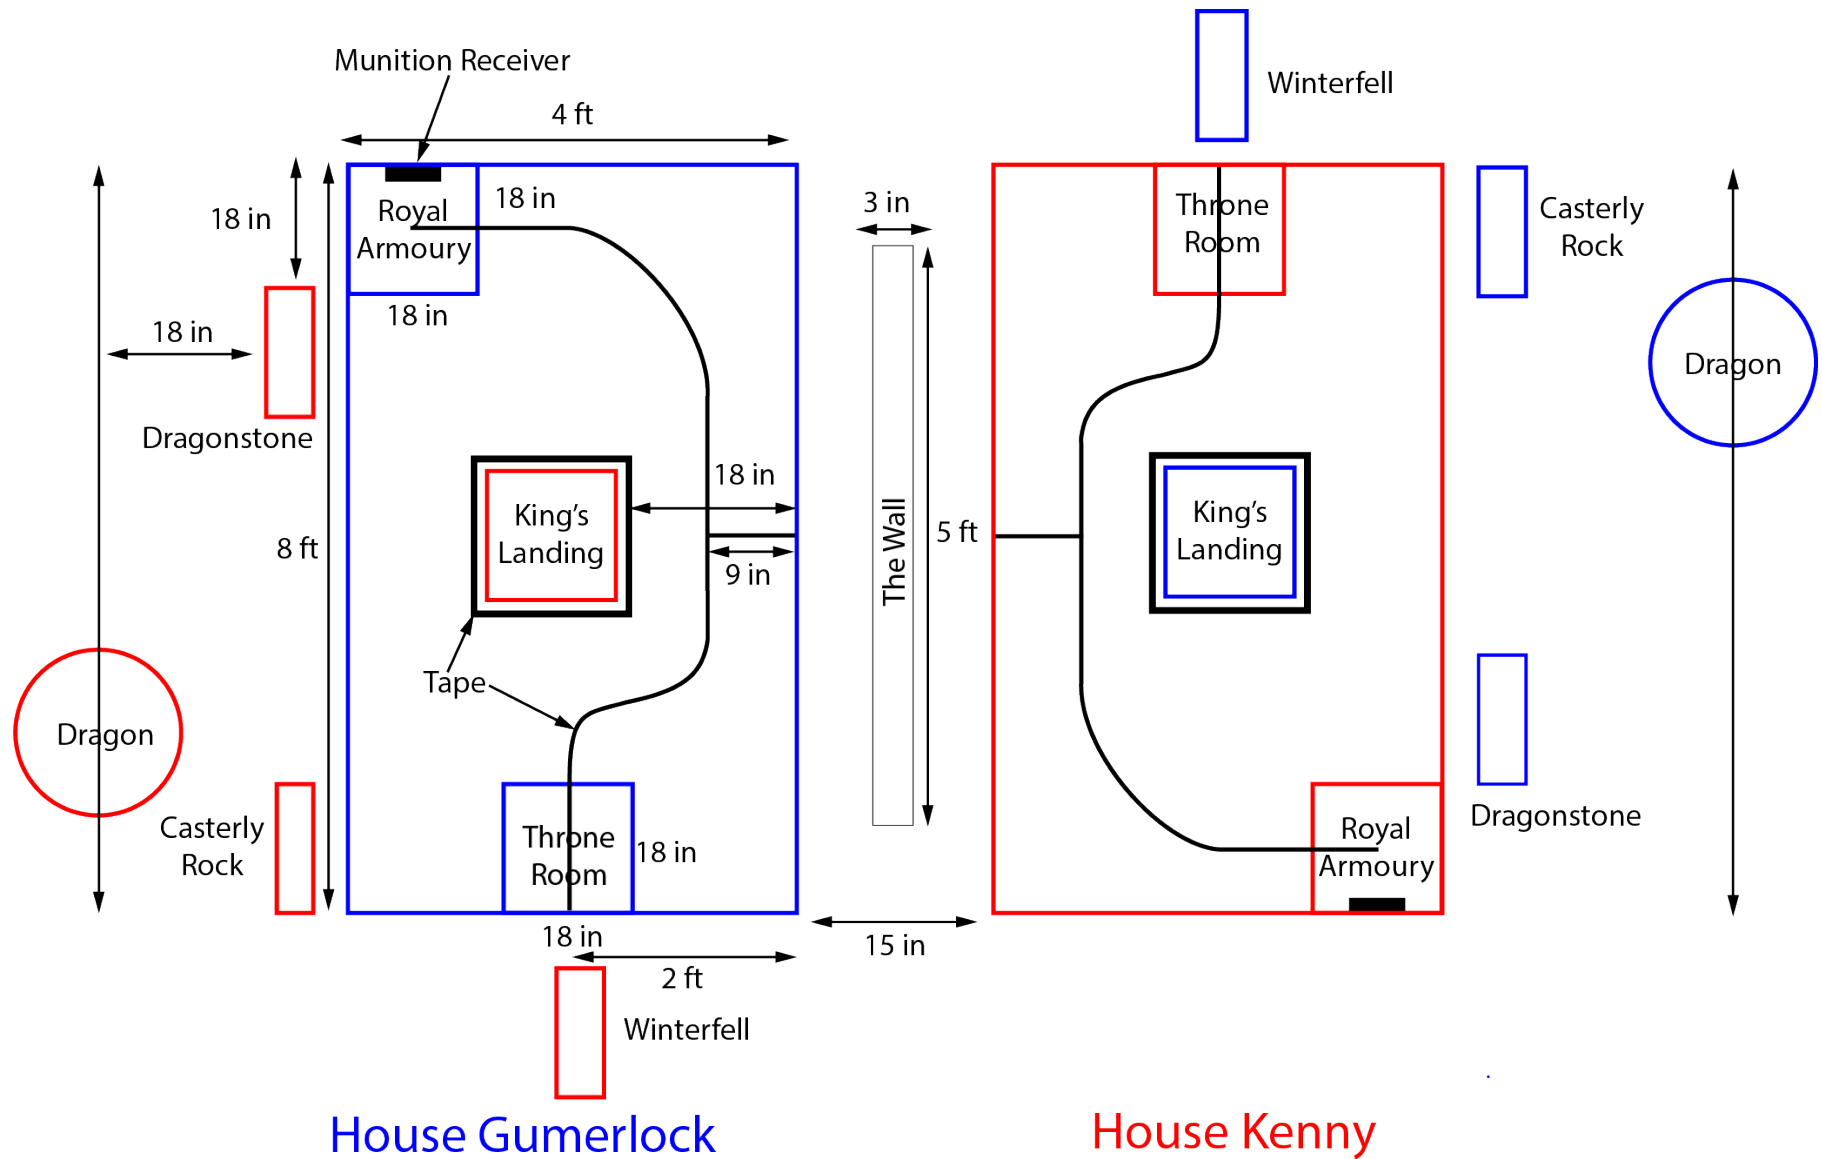 Munition Receiver
4 ft
Winterfell
18 in
18 in
Royal
Armoury
18 in
3 in
Throne
Room
Casterly
Rock
18 in
Dragonstone
Dragon
King's
Landing
18 in
8 ft
9 in
The Wall
5 ft
King's
Landing
Tape
Dragon
Casterly
Rock
Throne
Room
18 in
Royal
Armoury
Dragonstone
18 in
2 ft
15 in
Winterfell
House Gumerlock
House Kenny